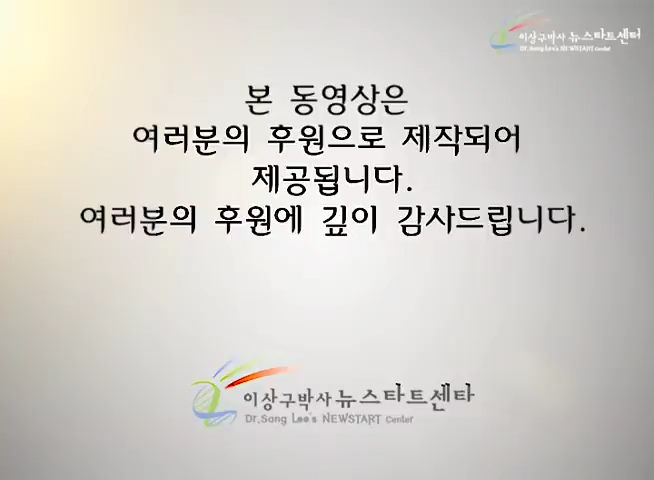 이상구박사 뉴스타트센터
Dr.Sang Lee's NEWSTART Center
본 동영상은
여러분의 후원으로 제작되어
제공됩니다.
여러분의 후원에 깊이 감사드립니다.
이상구박사 뉴스타트센타
Dr.Sang Lee's NEWSTART Center